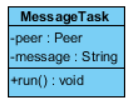 MessageTask
-peer : Peer
-message : String
+run() : void